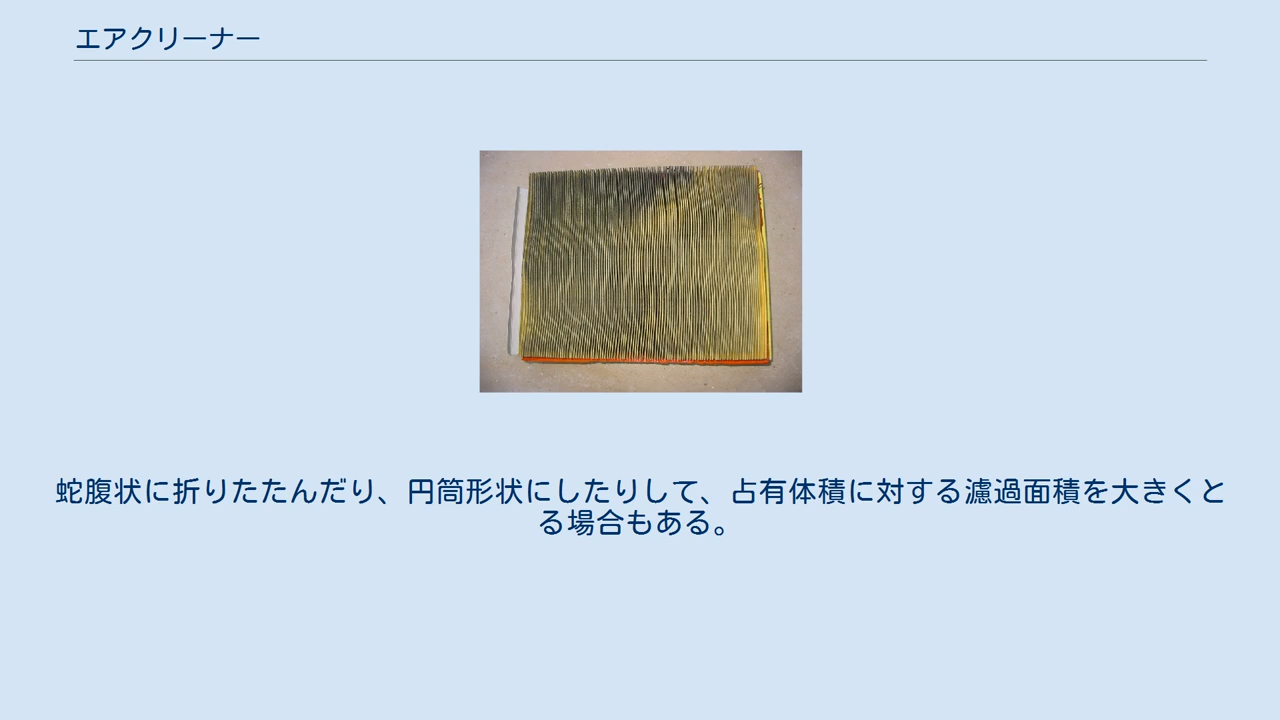 エアクリーナー
蛇腹状に折りたたんだり、円筒形状にしたりして、占有体積に対する濾過面積を大きくと
る場合もある。